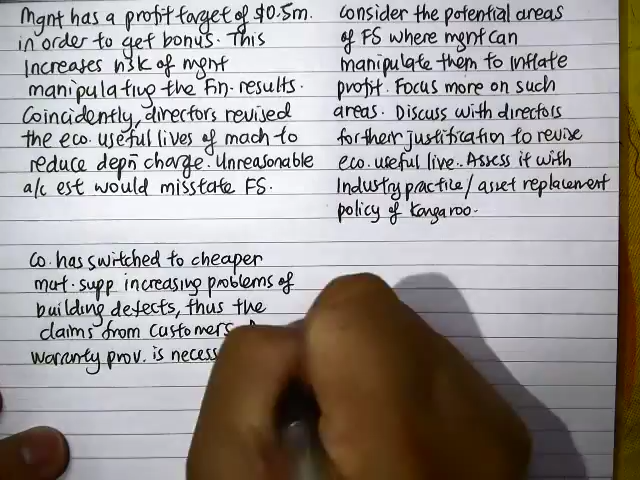 Mgnt has a profit target of $0.5m.
in order to get bonus. This
increases risk of mgnt
manipulating the fin. results.
Coincidently, directors revised
the eco. useful lives of mach to
reduce depn̄ charge. Unreasonable
a/c est would misstate FS.
consider the potential areas
of FS where mgnt can
manipulate them to inflate
profit. Focus more on such
areas. Discuss with directors
for their justification to revise
eco. useful live. Assess it with
Industry practice/ asset replacement
policy of Kangaroo.
Co. has switched to cheaper
mat. supp increasing problems of
building defects, thus the
claims from customers
warranty prov. is necess